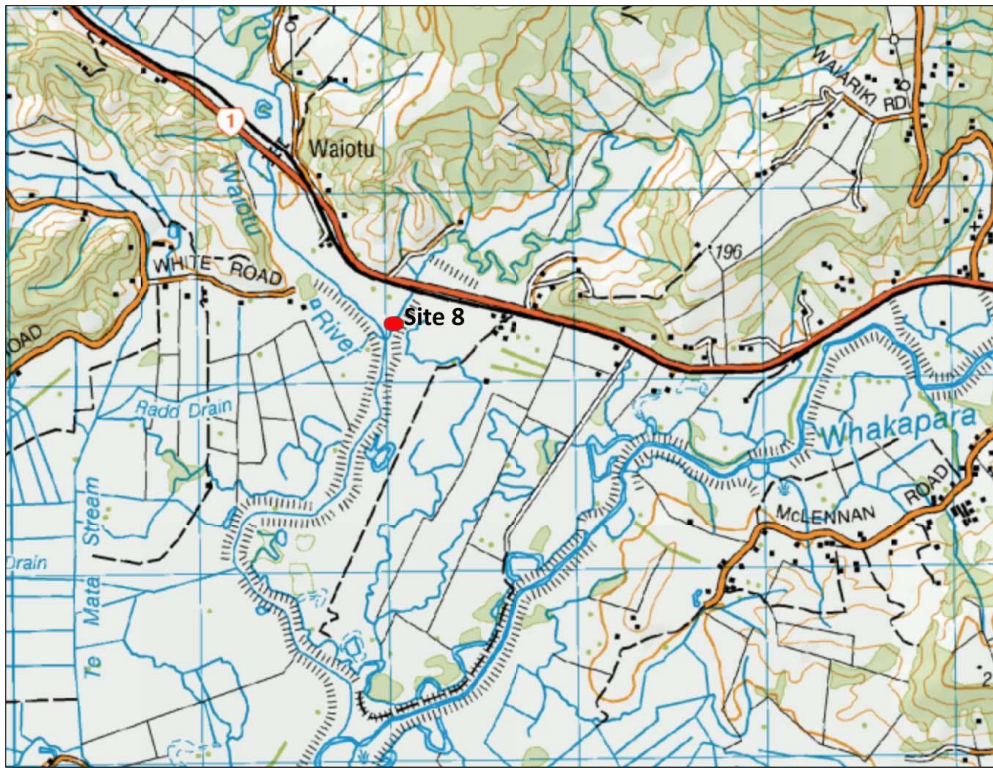 WAIARIKI RD
1
Waiotu
Waiotu
River
196
WHITE ROAD
Site 8
ROAD
Radd Drain
Whakapara
Te Mata Stream
McLENNAN ROAD
Drain
2